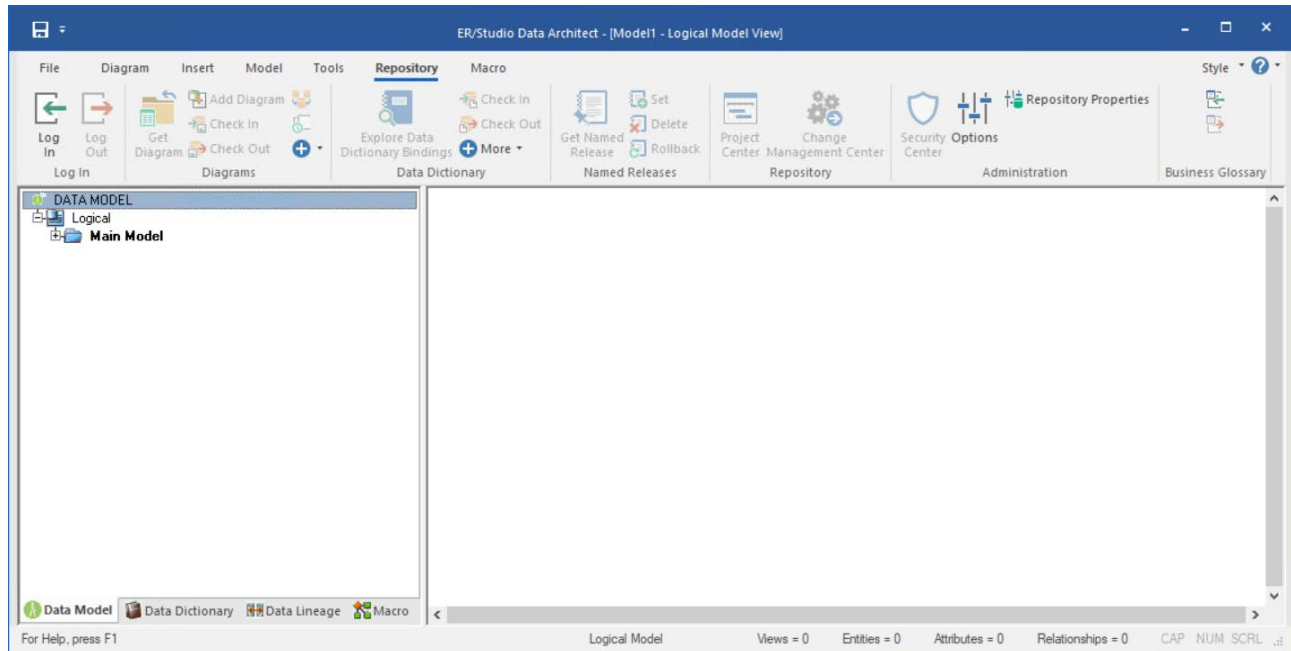 ER/Studio Data Architect - [Model1 - Logical Model View]
File Diagram Insert Model Tools Repository Macro Style
Log In
Log Out
Log In
Get Diagram
Add Diagram
Check In
Check Out
Diagrams
Explore Data Dictionary Bindings
Check In
Check Out
More
Data Dictionary
Get Named Release
Set
Delete
Rollback
Named Releases
Project Center
Change Management Center
Repository
Security Center
Options
Repository Properties
Administration
Business Glossary
DATA MODEL
Logical
Main Model
Data Model Data Dictionary Data Lineage Macro
For Help, press F1 Logical Model Views = 0 Entities = 0 Attributes = 0 Relationships = 0 CAP NUM SCRL